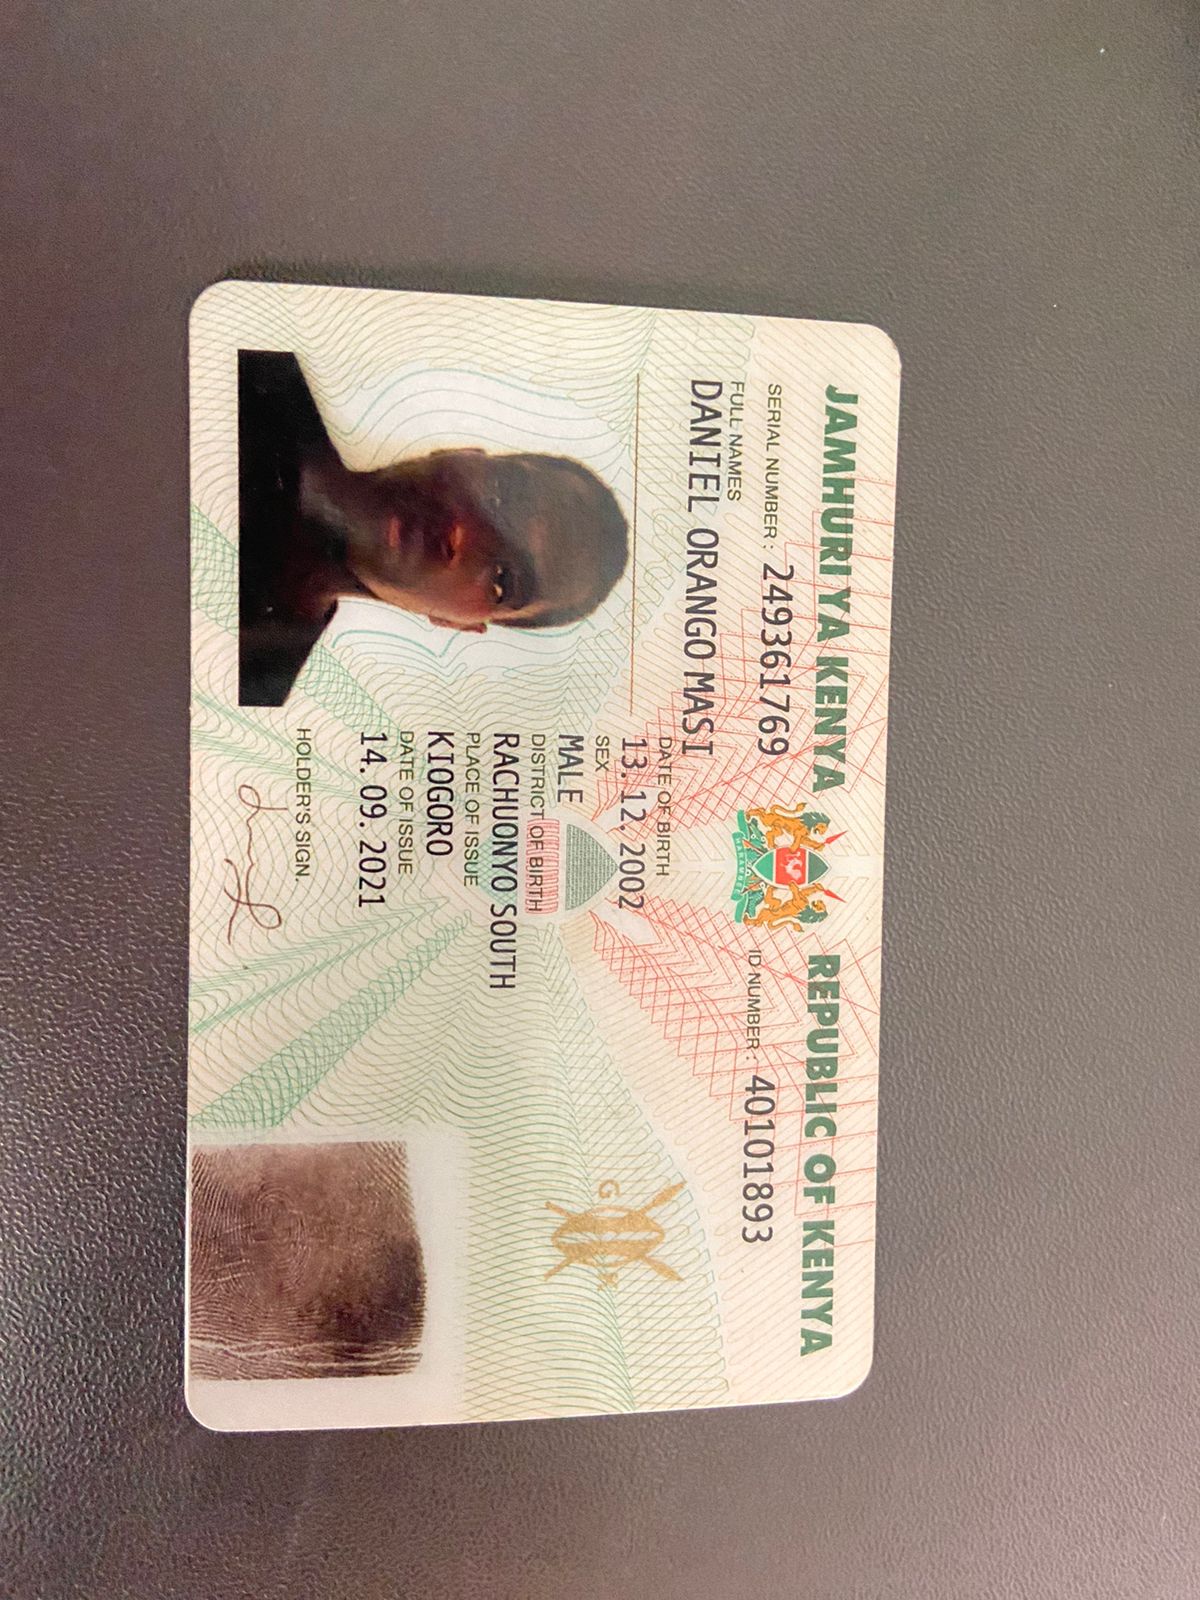 JAMHURI YA KENYA REPUBLIC OF KENYA
SERIAL NUMBER: 249361769 ID NUMBER: 40101893
FULL NAMES
DANIEL ORANGO MASI
DATE OF BIRTH
13.12.2002
SEX
MALE
DISTRICT OF BIRTH
RACHUONYO SOUTH
PLACE OF ISSUE
KIOGORO
DATE OF ISSUE
14.09.2021
HOLDER'S SIGN.
HARAMBEE
G K